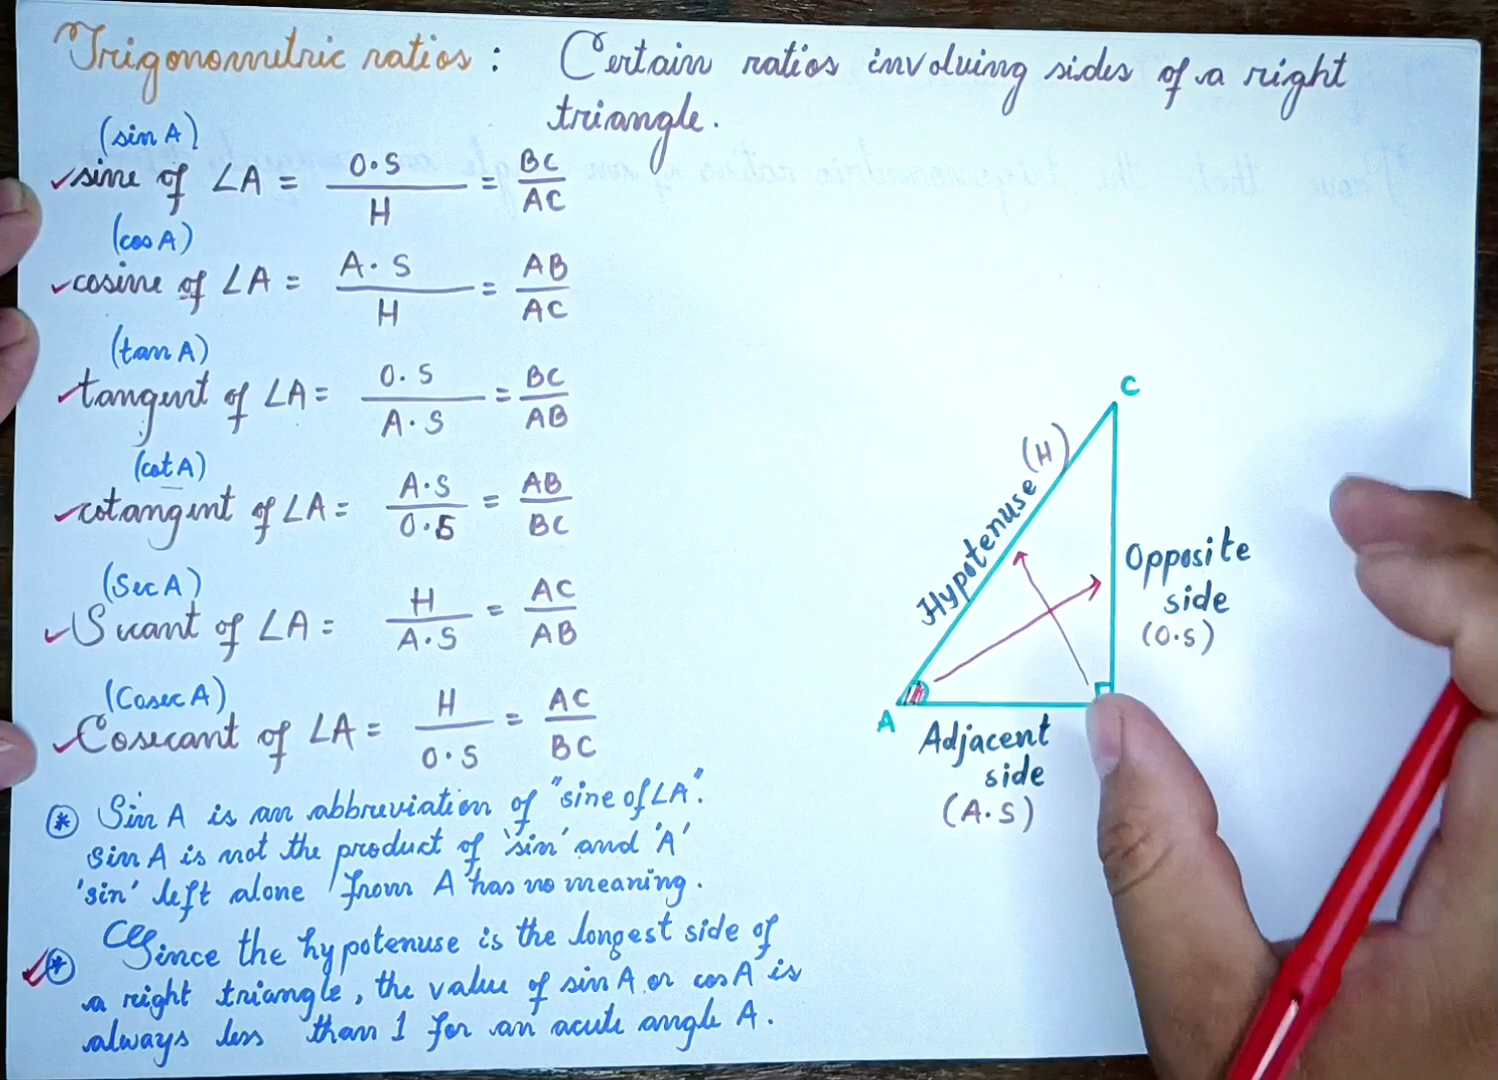 Trigonometric ratios : Certain ratios involving sides of a right
triangle.
(sin A)
✓sine of ∠A = O.S / H = BC / AC
(cos A)
✓cosine of ∠A = A.S / H = AB / AC
(tan A)
✓tangent of ∠A = O.S / A.S = BC / AB
(cot A)
✓cotangent of ∠A = A.S / O.S = AB / BC
(Sec A)
✓Secant of ∠A = H / A.S = AC / AB
(Cosec A)
✓Cosecant of ∠A = H / O.S = AC / BC
* Sin A is an abbreviation of "sine of ∠A".
sin A is not the product of 'sin' and 'A'
'sin' left alone from A has no meaning.
✓* Since the hypotenuse is the longest side of
a right triangle, the value of sin A or cos A is
always less than 1 for an acute angle A.
C
Hypotenuse (H)
Opposite
side
(O.S)
A
Adjacent
side
(A.S)